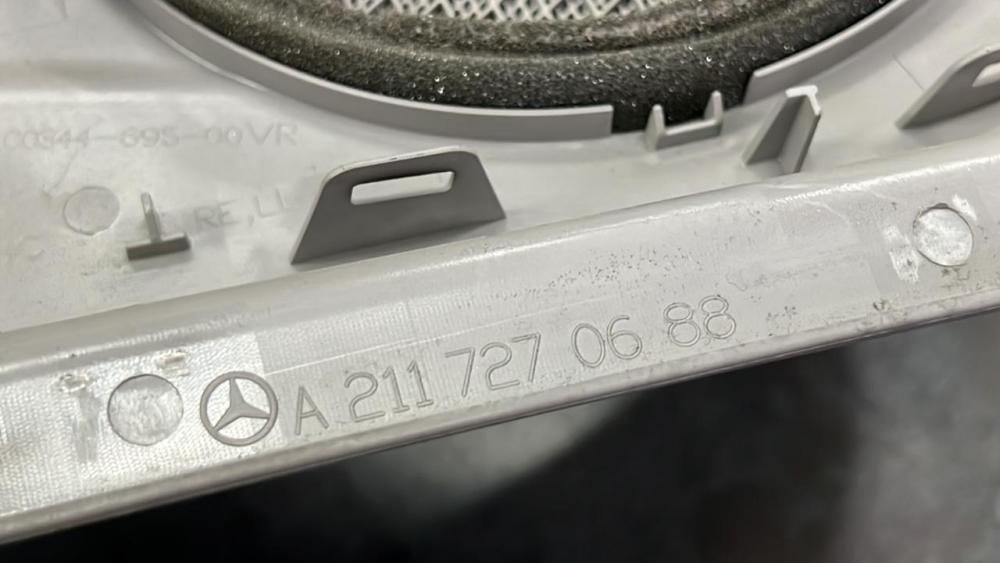 00844-695-00VR
RE,LI
A 211 727 06 88